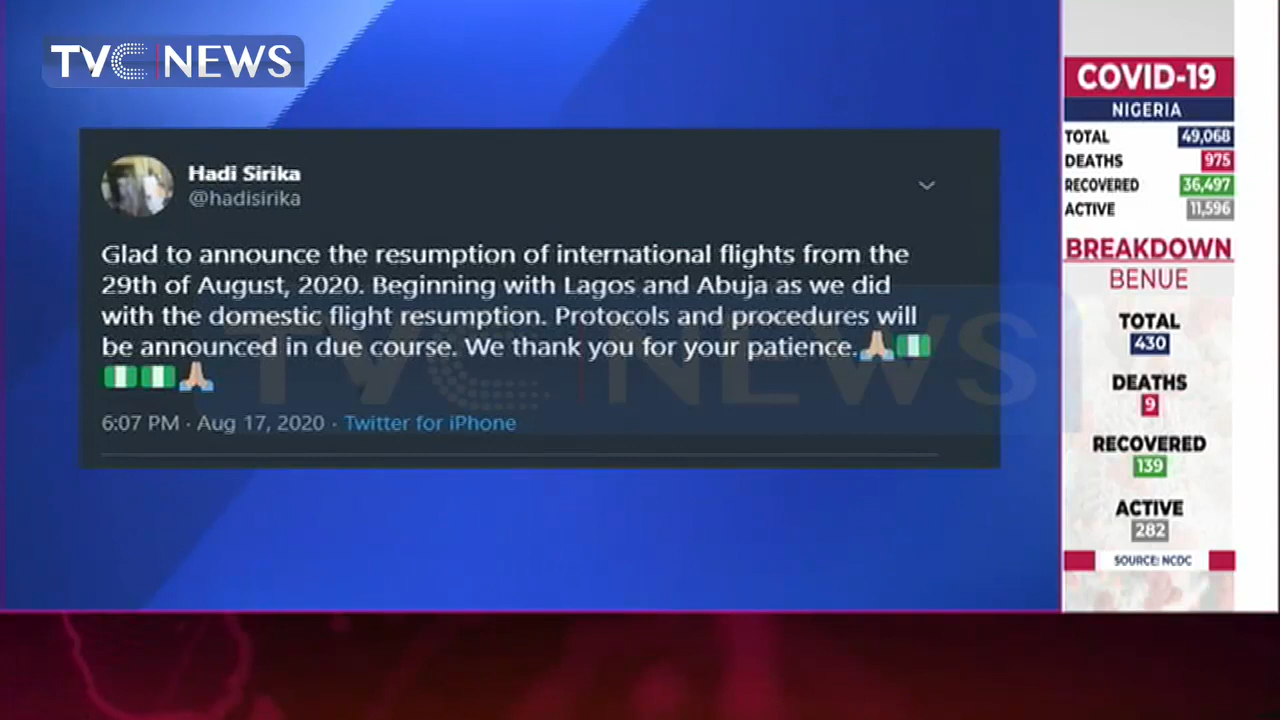 TVC NEWS
Hadi Sirika
@hadisirika
Glad to announce the resumption of international flights from the
29th of August, 2020. Beginning with Lagos and Abuja as we did
with the domestic flight resumption. Protocols and procedures will
be announced in due course. We thank you for your patience.🙏🏼🇳🇬
🇳🇬🇳🇬🙏🏼
6:07 PM · Aug 17, 2020 · Twitter for iPhone
TVC NEWS
COVID-19
NIGERIA
TOTAL 49,068
DEATHS 975
RECOVERED 36,497
ACTIVE 11,596
BREAKDOWN
BENUE
TOTAL
430
DEATHS
9
RECOVERED
139
ACTIVE
282
SOURCE: NCDC